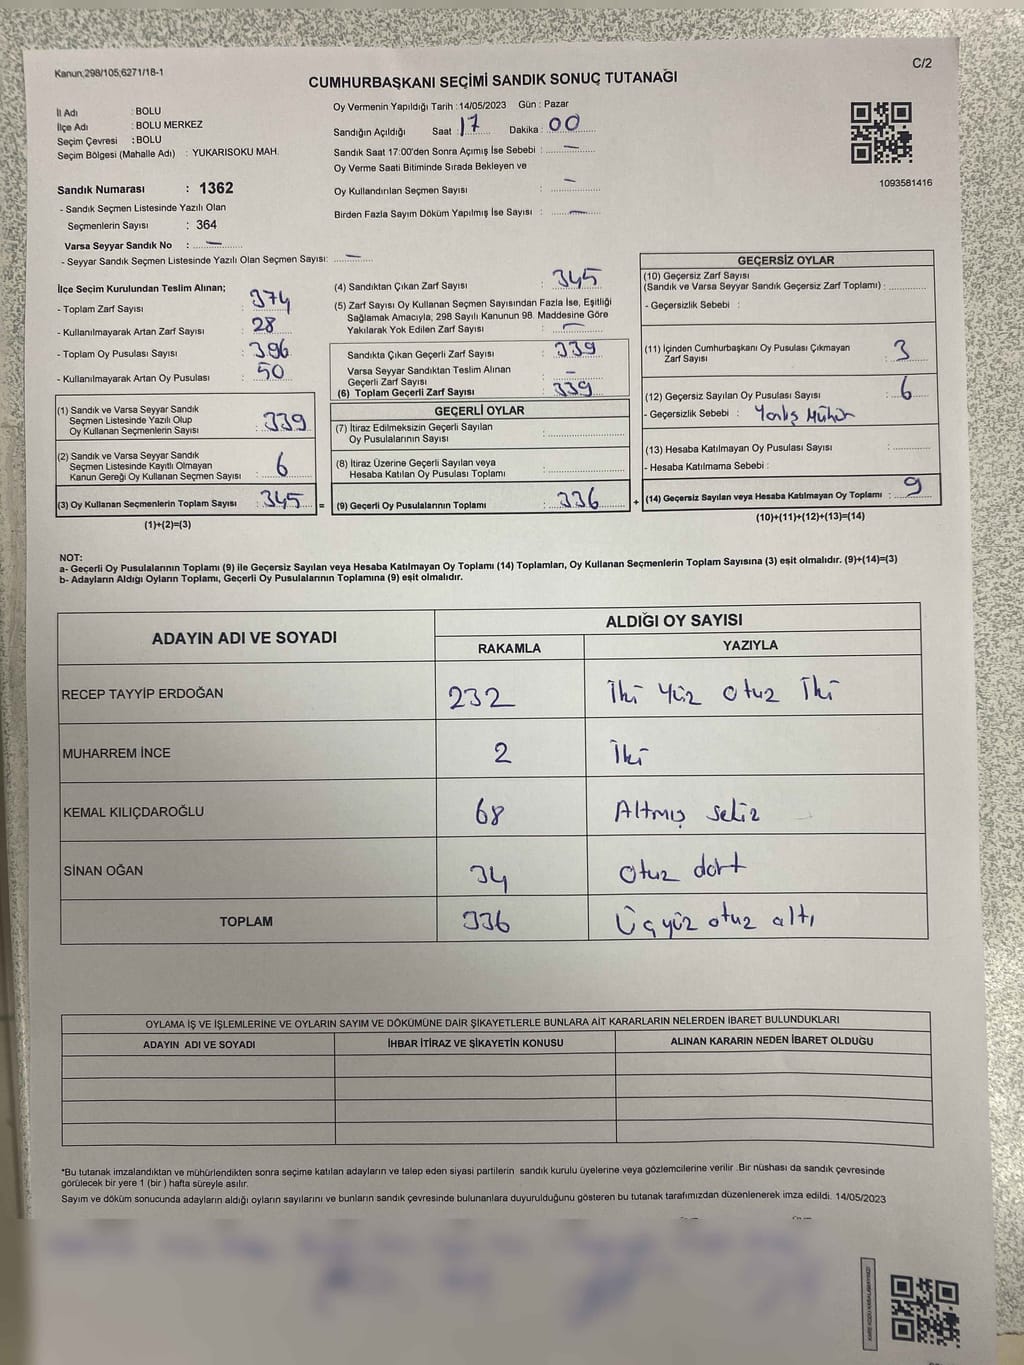 Kanun,298/105,6271/18-1
C/2
CUMHURBAŞKANI SEÇİMİ SANDIK SONUÇ TUTANAĞI
İl Adı : BOLU
İlçe Adı : BOLU MERKEZ
Seçim Çevresi : BOLU
Seçim Bölgesi (Mahalle Adı) : YUKARISOKU MAH.
Oy Vermenin Yapıldığı Tarih : 14/05/2023 Gün : Pazar
Sandığın Açıldığı Saat : 17 Dakika : 00
Sandık Saat 17:00'den Sonra Açımış İse Sebebi : —
Oy Verme Saati Bitiminde Sırada Bekleyen ve
Oy Kullandırılan Seçmen Sayısı : —
Birden Fazla Sayım Döküm Yapılmış İse Sayısı : —
1093581416
Sandık Numarası : 1362
- Sandık Seçmen Listesinde Yazılı Olan
Seçmenlerin Sayısı : 364
Varsa Seyyar Sandık No : —
- Seyyar Sandık Seçmen Listesinde Yazılı Olan Seçmen Sayısı: —
İlçe Seçim Kurulundan Teslim Alınan;
- Toplam Zarf Sayısı : 374
- Kullanılmayarak Artan Zarf Sayısı : 28
- Toplam Oy Pusulası Sayısı : 396
- Kullanılmayarak Artan Oy Pusulası : 50
(1) Sandık ve Varsa Seyyar Sandık
Seçmen Listesinde Yazılı Olup
Oy Kullanan Seçmenlerin Sayısı : 339
(2) Sandık ve Varsa Seyyar Sandık
Seçmen Listesinde Kayıtlı Olmayan
Kanun Gereği Oy Kullanan Seçmen Sayısı : 6
(3) Oy Kullanan Seçmenlerin Toplam Sayısı : 345 =
(1)+(2)=(3)
(4) Sandıktan Çıkan Zarf Sayısı : 345
(5) Zarf Sayısı Oy Kullanan Seçmen Sayısından Fazla İse, Eşitliği
Sağlamak Amacıyla; 298 Sayılı Kanunun 98. Maddesine Göre
Yakılarak Yok Edilen Zarf Sayısı : —
Sandıkta Çıkan Geçerli Zarf Sayısı : 339
Varsa Seyyar Sandıktan Teslim Alınan
Geçerli Zarf Sayısı : —
(6) Toplam Geçerli Zarf Sayısı : 339
GEÇERLİ OYLAR
(7) İtiraz Edilmeksizin Geçerli Sayılan
Oy Pusulalarının Sayısı :
(8) İtiraz Üzerine Geçerli Sayılan veya
Hesaba Katılan Oy Pusulası Toplamı :
(9) Geçerli Oy Pusulalarının Toplamı : 336 +
GEÇERSİZ OYLAR
(10) Geçersiz Zarf Sayısı
(Sandık ve Varsa Seyyar Sandık Geçersiz Zarf Toplamı) :
- Geçersizlik Sebebi :
(11) İçinden Cumhurbaşkanı Oy Pusulası Çıkmayan
Zarf Sayısı : 3
(12) Geçersiz Sayılan Oy Pusulası Sayısı : 6
- Geçersizlik Sebebi : Yanlış Mühür
(13) Hesaba Katılmayan Oy Pusulası Sayısı :
- Hesaba Katılmama Sebebi :
(14) Geçersiz Sayılan veya Hesaba Katılmayan Oy Toplamı : 9
(10)+(11)+(12)+(13)=(14)
NOT:
a- Geçerli Oy Pusulalarının Toplamı (9) ile Geçersiz Sayılan veya Hesaba Katılmayan Oy Toplamı (14) Toplamları, Oy Kullanan Seçmenlerin Toplam Sayısına (3) eşit olmalıdır. (9)+(14)=(3)
b- Adayların Aldığı Oyların Toplamı, Geçerli Oy Pusulalarının Toplamına (9) eşit olmalıdır.
ADAYIN ADI VE SOYADI
ALDIĞI OY SAYISI
RAKAMLA YAZIYLA
RECEP TAYYİP ERDOĞAN 232 İki Yüz otuz İki
MUHARREM İNCE 2 İki
KEMAL KILIÇDAROĞLU 68 Altmış sekiz
SİNAN OĞAN 34 otuz dört
TOPLAM 336 Üçyüz otuz altı
OYLAMA İŞ VE İŞLEMLERİNE VE OYLARIN SAYIM VE DÖKÜMÜNE DAİR ŞİKAYETLERLE BUNLARA AİT KARARLARIN NELERDEN İBARET BULUNDUKLARI
ADAYIN ADI VE SOYADI İHBAR İTİRAZ VE ŞİKAYETİN KONUSU ALINAN KARARIN NEDEN İBARET OLDUĞU
*Bu tutanak imzalandıktan ve mühürlendikten sonra seçime katılan adayların ve talep eden siyasi partilerin sandık kurulu üyelerine veya gözlemcilerine verilir .Bir nüshası da sandık çevresinde
görülecek bir yere 1 (bir ) hafta süreyle asılır.
Sayım ve döküm sonucunda adayların aldığı oyların sayılarını ve bunların sandık çevresinde bulunanlara duyurulduğunu gösteren bu tutanak tarafımızdan düzenlenerek imza edildi. 14/05/2023